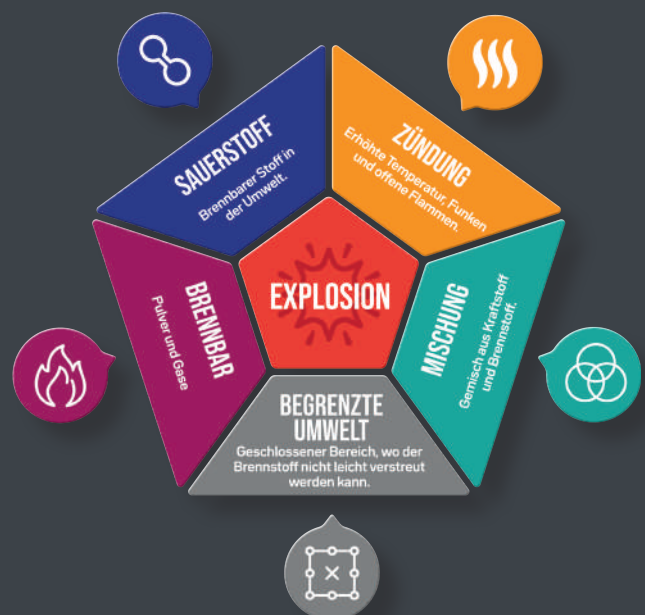 SAUERSTOFF
Brennbarer Stoff in
der Umwelt.
ZÜNDUNG
Erhöhte Temperatur, Funken
und offene Flammen.
BRENNBAR
Pulver und Gase
EXPLOSION
MISCHUNG
Gemisch aus Kraftstoff
und Brennstoff.
BEGRENZTE
UMWELT
Geschlossener Bereich, wo der
Brennstoff nicht leicht verstreut
werden kann.